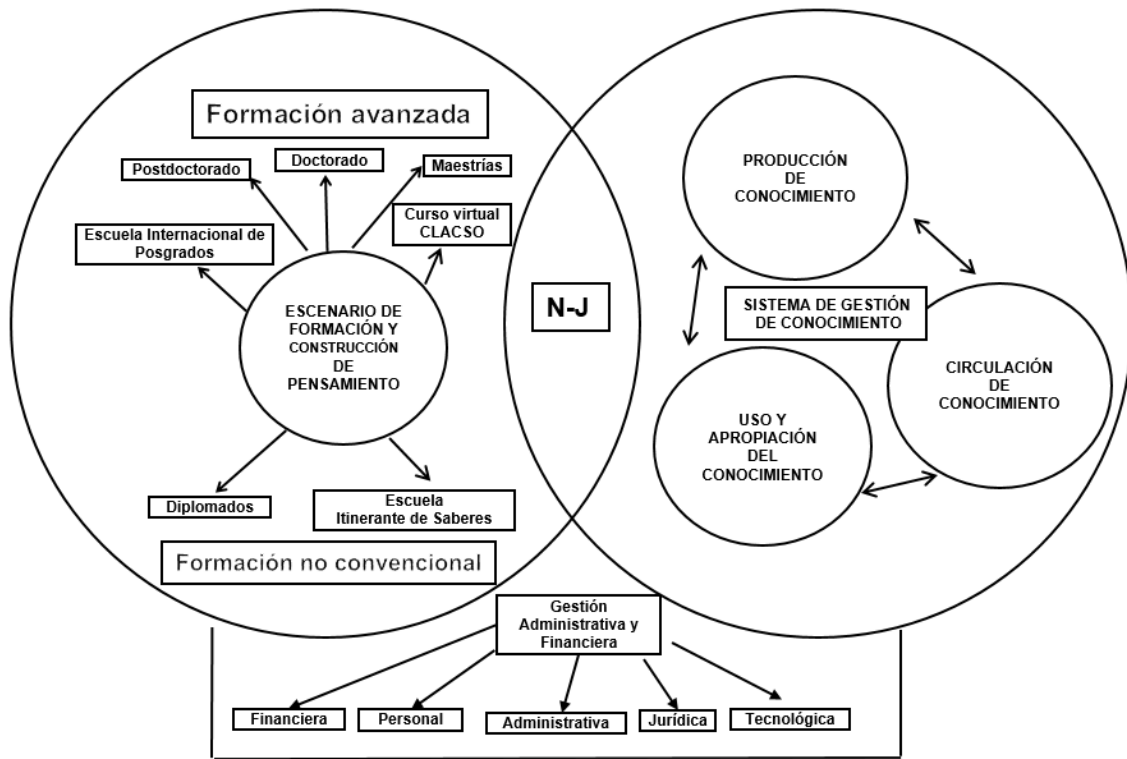 Formación avanzada
Postdoctorado
Doctorado
Maestrías
Escuela Internacional de
Posgrados
Curso virtual
CLACSO
ESCENARIO DE
FORMACIÓN Y
CONSTRUCCIÓN
DE
PENSAMIENTO
Diplomados
Escuela
Itinerante de Saberes
Formación no convencional
N-J
PRODUCCIÓN
DE
CONOCIMIENTO
SISTEMA DE GESTIÓN
DE CONOCIMIENTO
CIRCULACIÓN
DE
CONOCIMIENTO
USO Y
APROPIACIÓN
DEL
CONOCIMIENTO
Gestión
Administrativa y
Financiera
Financiera
Personal
Administrativa
Jurídica
Tecnológica